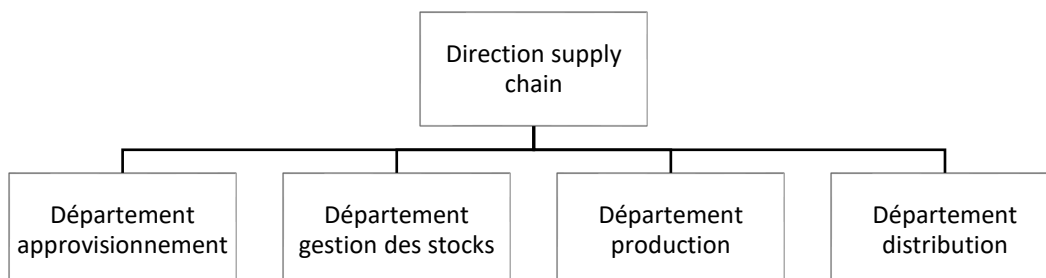 Direction supply
chain
Département
approvisionnement
Département
gestion des stocks
Département
production
Département
distribution